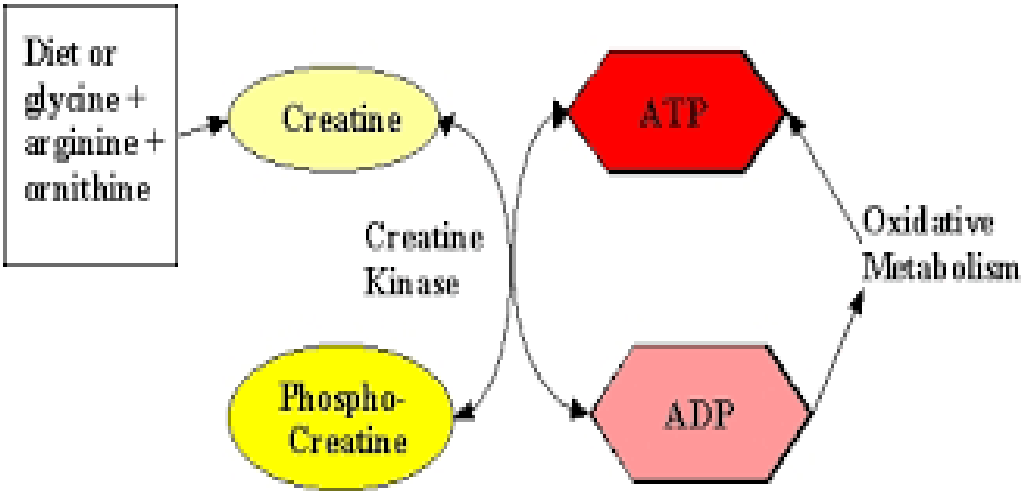 Diet or
glycine +
arginine +
ornithine
Creatine
ATP
Creatine
Kinase
Oxidative
Metabolism
Phospho-
Creatine
ADP